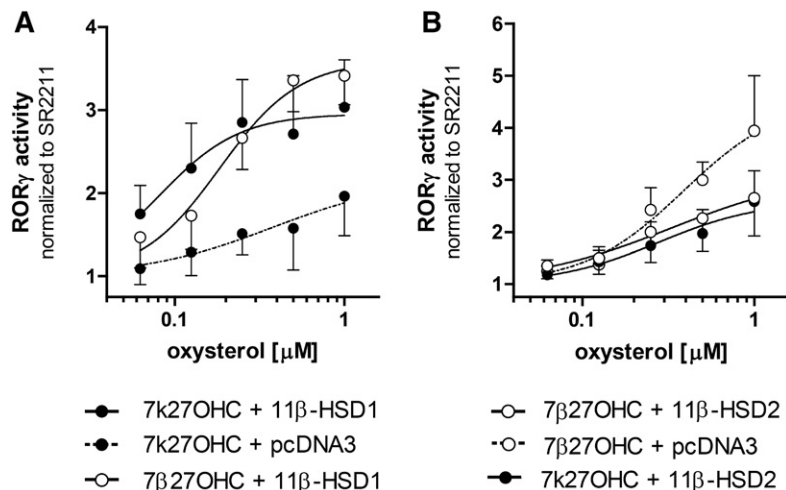 A
RORγ activity
normalized to SR2211
4
3
2
1
0.1
1
oxysterol [μM]
7k27OHC + 11β-HSD1
7k27OHC + pcDNA3
7β27OHC + 11β-HSD1
B
RORγ activity
normalized to SR2211
6
5
4
3
2
1
0.1
1
oxysterol [μM]
7β27OHC + 11β-HSD2
7β27OHC + pcDNA3
7k27OHC + 11β-HSD2